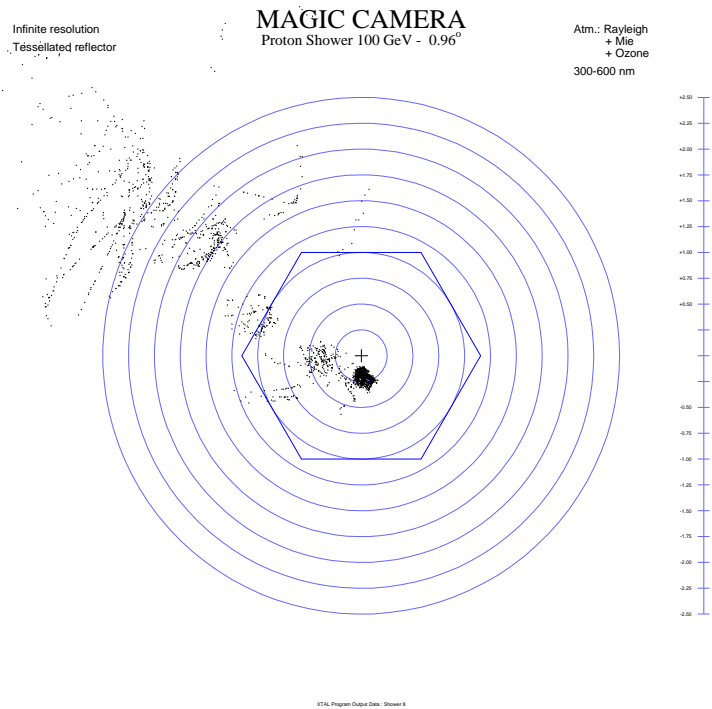 MAGIC CAMERA
Proton Shower 100 GeV - 0.96°
Infinite resolution
Tessellated reflector
Atm.: Rayleigh
+ Mie
+ Ozone
300-600 nm
+2.50
+2.25
+2.00
+1.75
+1.50
+1.25
+1.00
+0.75
+0.50
-0.50
-0.75
-1.00
-1.25
-1.50
-1.75
-2.00
-2.25
-2.50
XTAL Program Output Data : Shower 8